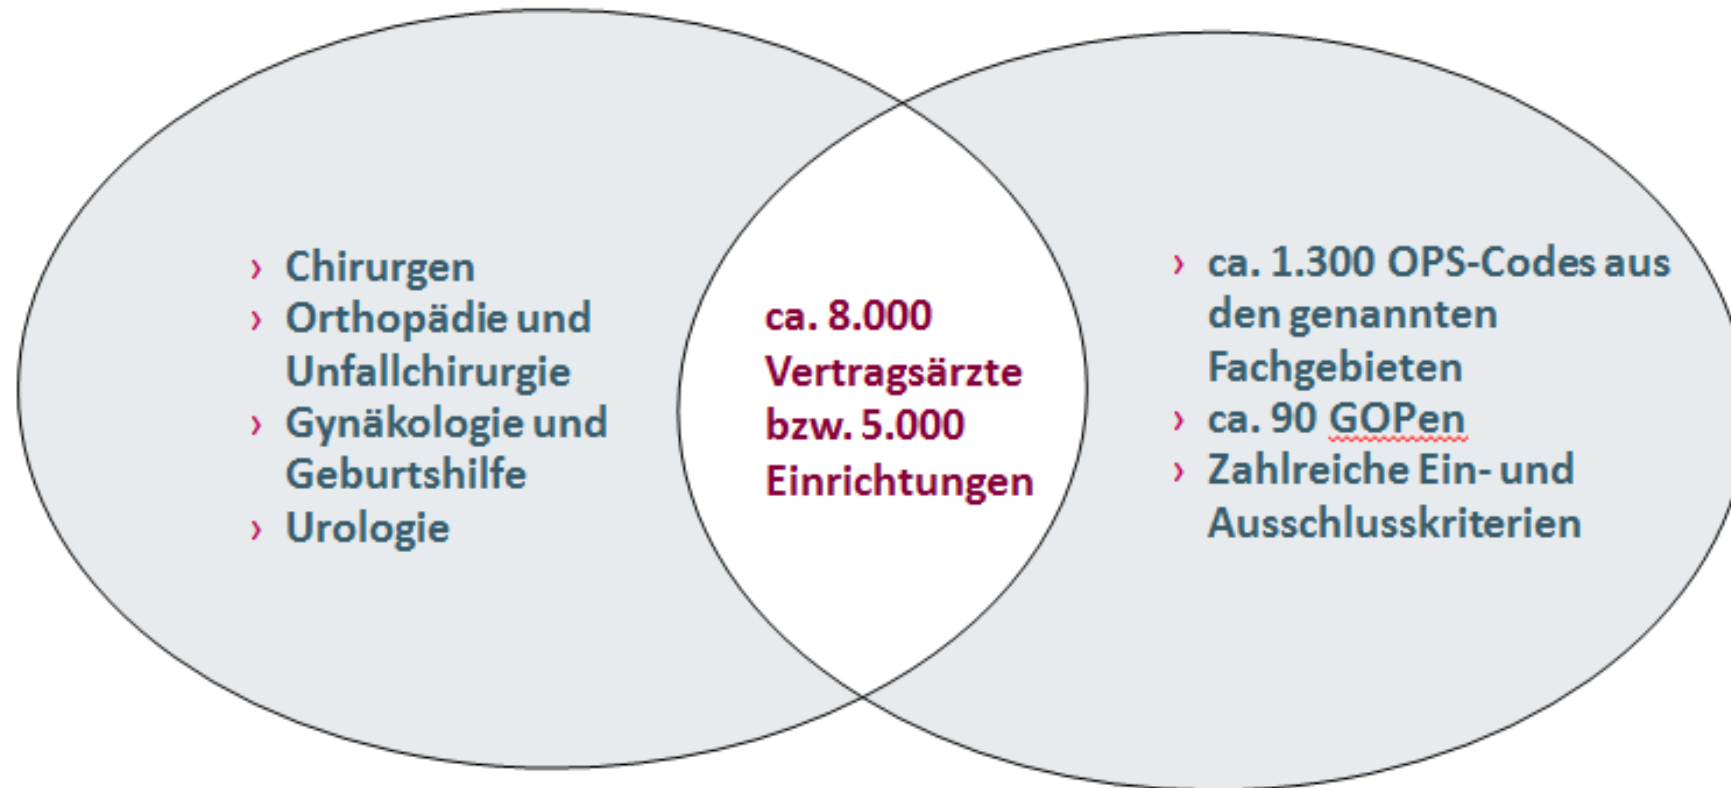 › Chirurgen
› Orthopädie und
Unfallchirurgie
› Gynäkologie und
Geburtshilfe
› Urologie
ca. 8.000
Vertragsärzte
bzw. 5.000
Einrichtungen
› ca. 1.300 OPS-Codes aus
den genannten
Fachgebieten
› ca. 90 GOPen
› Zahlreiche Ein- und
Ausschlusskriterien